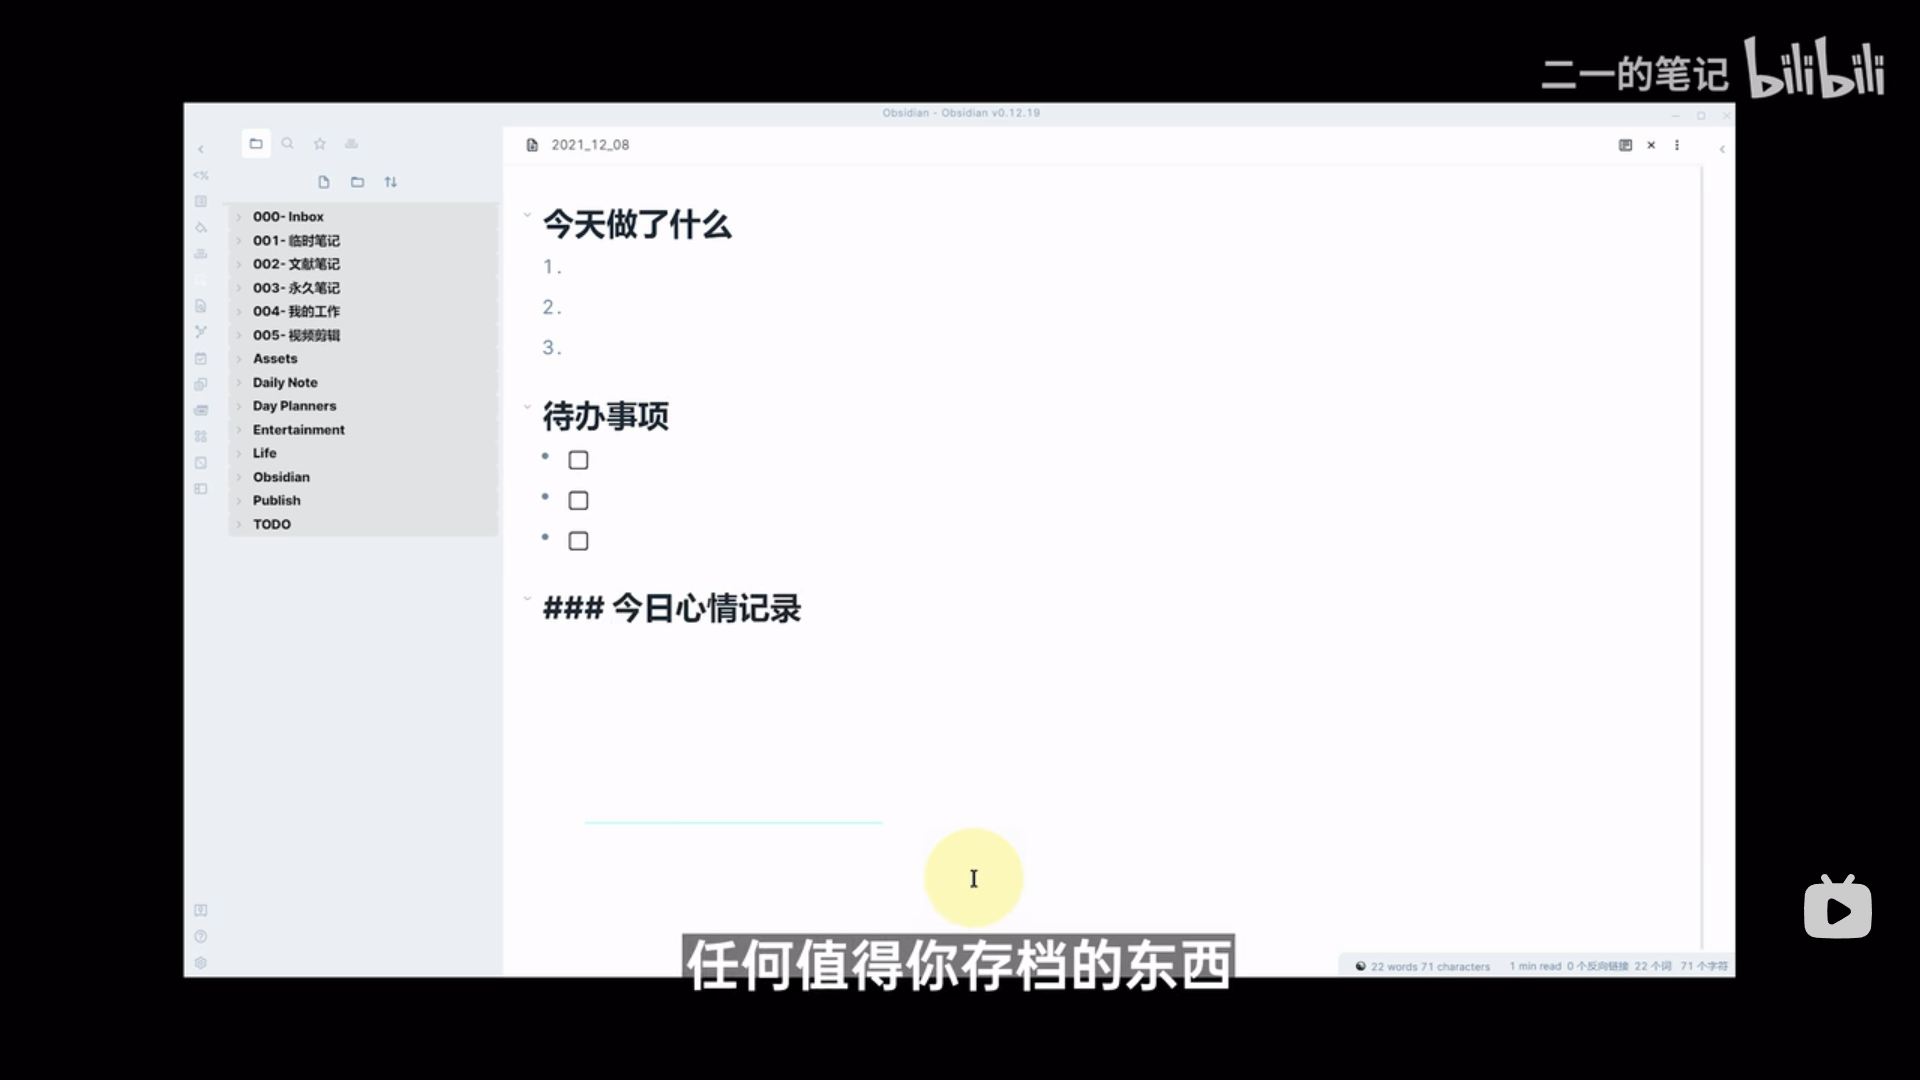 二一的笔记 bilibili
Obsidian - Obsidian v0.12.19
2021_12_08
000- Inbox
001- 临时笔记
002- 文献笔记
003- 永久笔记
004- 我的工作
005- 视频剪辑
Assets
Daily Note
Day Planners
Entertainment
Life
Obsidian
Publish
TODO
今天做了什么
1.
2.
3.
待办事项
### 今日心情记录
任何值得你存档的东西
22 words 71 characters 1 min read 0 个反向链接 22 个词 71 个字符